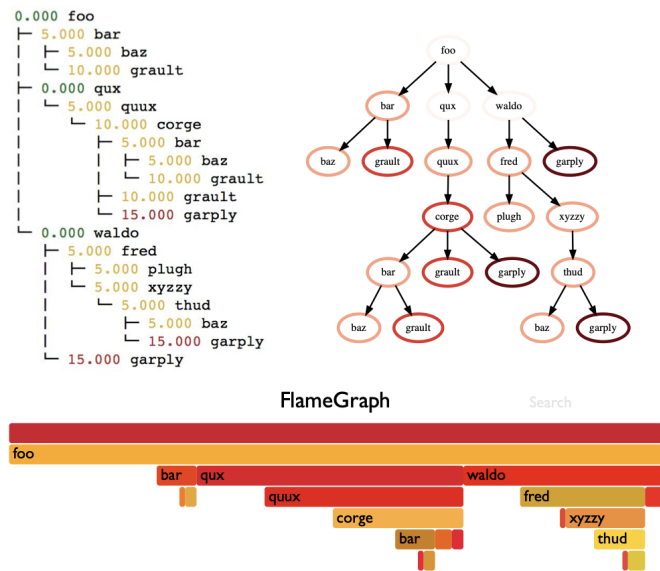 0.000 foo
├─ 5.000 bar
│  ├─ 5.000 baz
│  └─ 10.000 grault
├─ 0.000 qux
│  └─ 5.000 quux
│     └─ 10.000 corge
│        ├─ 5.000 bar
│        │  ├─ 5.000 baz
│        │  └─ 10.000 grault
│        ├─ 10.000 grault
│        └─ 15.000 garply
└─ 0.000 waldo
   ├─ 5.000 fred
   │  ├─ 5.000 plugh
   │  └─ 5.000 xyzzy
   │     └─ 5.000 thud
   │        ├─ 5.000 baz
   │        └─ 15.000 garply
   └─ 15.000 garply
foo
bar qux waldo
baz grault quux fred garply
corge plugh xyzzy
bar grault garply thud
baz grault baz garply
FlameGraph Search
foo
bar qux waldo
quux fred
corge xyzzy
bar thud